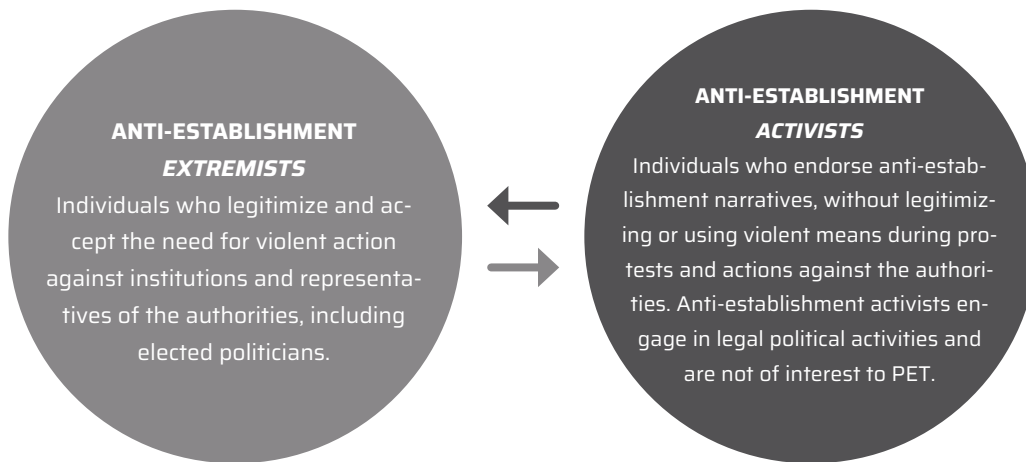 ANTI-ESTABLISHMENT
EXTREMISTS
Individuals who legitimize and ac-
cept the need for violent action
against institutions and representa-
tives of the authorities, including
elected politicians.
ANTI-ESTABLISHMENT
ACTIVISTS
Individuals who endorse anti-estab-
lishment narratives, without legitimiz-
ing or using violent means during pro-
tests and actions against the authori-
ties. Anti-establishment activists en-
gage in legal political activities and
are not of interest to PET.